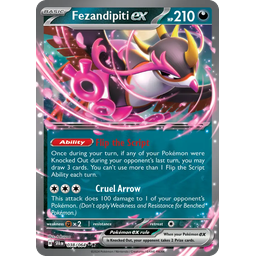 BASIC Fezandipiti ex HP 210
Ability Flip the Script
Once during your turn, if any of your Pokémon were
Knocked Out during your opponent's last turn, you may
draw 3 cards. You can't use more than 1 Flip the Script
Ability each turn.
Cruel Arrow
This attack does 100 damage to 1 of your opponent's
Pokémon. (Don't apply Weakness and Resistance for Benched
Pokémon.)
weakness ×2 resistance retreat
Pokémon ex rule
When your Pokémon ex is Knocked Out, your opponent takes 2 Prize cards.